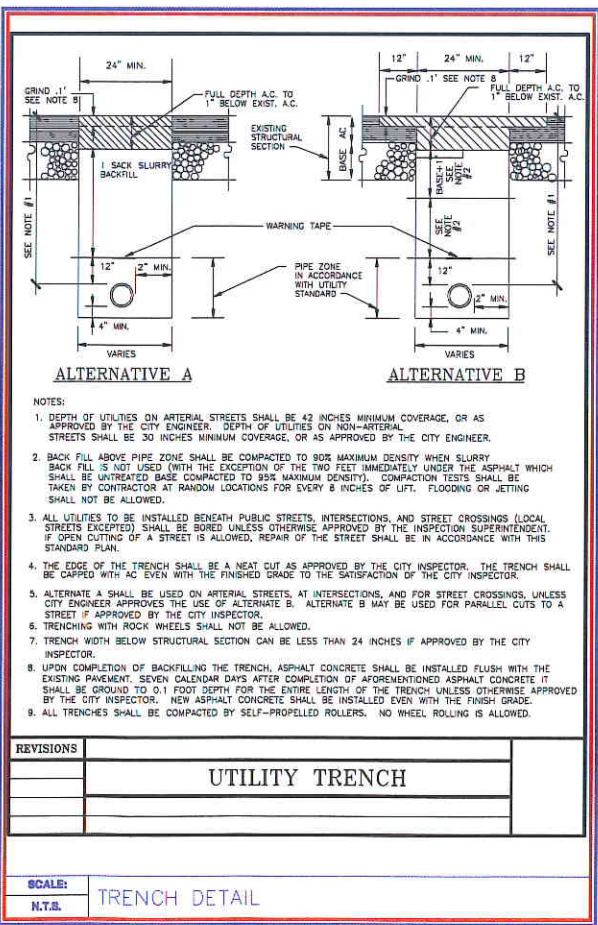 24" MIN.
GRIND .1'
SEE NOTE 8
FULL DEPTH A.C. TO
1" BELOW EXIST. A.C.
EXISTING
STRUCTURAL
SECTION
1 SACK SLURRY
BACKFILL
SEE NOTE #1
WARNING TAPE
12"
2" MIN.
4" MIN.
VARIES
PIPE ZONE
IN ACCORDANCE
WITH UTILITY
STANDARD
ALTERNATIVE A
12"
24" MIN.
12"
GRIND .1' SEE NOTE 8
FULL DEPTH A.C. TO
1" BELOW EXIST. A.C.
AC
BASE
BASE+1"
SEE
NOTE
#2
SEE
NOTE
#2
SEE NOTE #1
12"
2" MIN.
4" MIN.
VARIES
ALTERNATIVE B
NOTES:
1. DEPTH OF UTILITIES ON ARTERIAL STREETS SHALL BE 42 INCHES MINIMUM COVERAGE, OR AS
APPROVED BY THE CITY ENGINEER. DEPTH OF UTILITIES ON NON-ARTERIAL
STREETS SHALL BE 30 INCHES MINIMUM COVERAGE, OR AS APPROVED BY THE CITY ENGINEER.
2. BACK FILL ABOVE PIPE ZONE SHALL BE COMPACTED TO 90% MAXIMUM DENSITY WHEN SLURRY
BACK FILL IS NOT USED (WITH THE EXCEPTION OF THE TWO FEET IMMEDIATELY UNDER THE ASPHALT WHICH
SHALL BE UNTREATED BASE COMPACTED TO 95% MAXIMUM DENSITY). COMPACTION TESTS SHALL BE
TAKEN BY CONTRACTOR AT RANDOM LOCATIONS FOR EVERY 8 INCHES OF LIFT. FLOODING OR JETTING
SHALL NOT BE ALLOWED.
3. ALL UTILITIES TO BE INSTALLED BENEATH PUBLIC STREETS, INTERSECTIONS, AND STREET CROSSINGS (LOCAL
STREETS EXCEPTED) SHALL BE BORED UNLESS OTHERWISE APPROVED BY THE INSPECTION SUPERINTENDENT.
IF OPEN CUTTING OF A STREET IS ALLOWED, REPAIR OF THE STREET SHALL BE IN ACCORDANCE WITH THIS
STANDARD PLAN.
4. THE EDGE OF THE TRENCH SHALL BE A NEAT CUT AS APPROVED BY THE CITY INSPECTOR. THE TRENCH SHALL
BE CAPPED WITH AC EVEN WITH THE FINISHED GRADE TO THE SATISFACTION OF THE CITY INSPECTOR.
5. ALTERNATE A SHALL BE USED ON ARTERIAL STREETS, AT INTERSECTIONS, AND FOR STREET CROSSINGS, UNLESS
CITY ENGINEER APPROVES THE USE OF ALTERNATE B. ALTERNATE B MAY BE USED FOR PARALLEL CUTS TO A
STREET IF APPROVED BY THE CITY INSPECTOR.
6. TRENCHING WITH ROCK WHEELS SHALL NOT BE ALLOWED.
7. TRENCH WIDTH BELOW STRUCTURAL SECTION CAN BE LESS THAN 24 INCHES IF APPROVED BY THE CITY
INSPECTOR.
8. UPON COMPLETION OF BACKFILLING THE TRENCH, ASPHALT CONCRETE SHALL BE INSTALLED FLUSH WITH THE
EXISTING PAVEMENT. SEVEN CALENDAR DAYS AFTER COMPLETION OF AFOREMENTIONED ASPHALT CONCRETE IT
SHALL BE GROUND TO 0.1 FOOT DEPTH FOR THE ENTIRE LENGTH OF THE TRENCH UNLESS OTHERWISE APPROVED
BY THE CITY INSPECTOR. NEW ASPHALT CONCRETE SHALL BE INSTALLED EVEN WITH THE FINISH GRADE.
9. ALL TRENCHES SHALL BE COMPACTED BY SELF-PROPELLED ROLLERS. NO WHEEL ROLLING IS ALLOWED.
REVISIONS
UTILITY TRENCH
SCALE:
N.T.S.
TRENCH DETAIL